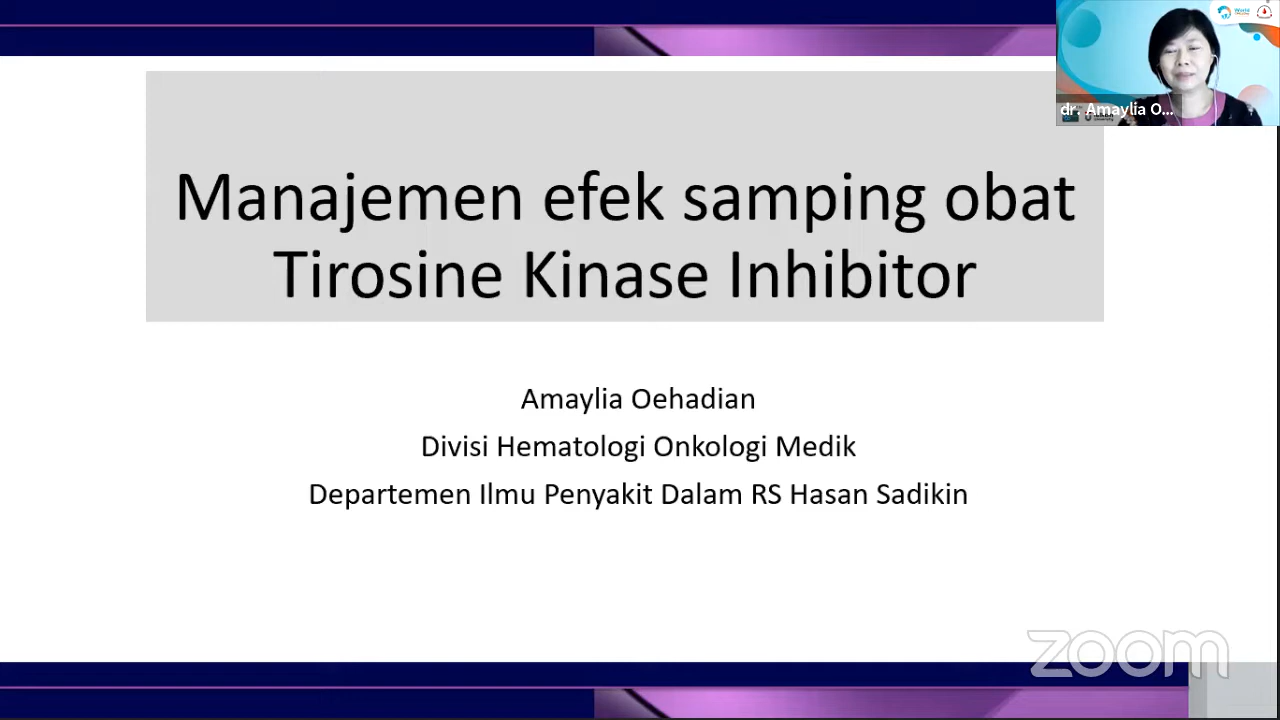 Manajemen efek samping obat
Tirosine Kinase Inhibitor
Amaylia Oehadian
Divisi Hematologi Onkologi Medik
Departemen Ilmu Penyakit Dalam RS Hasan Sadikin
dr. Amaylia O...
zoom